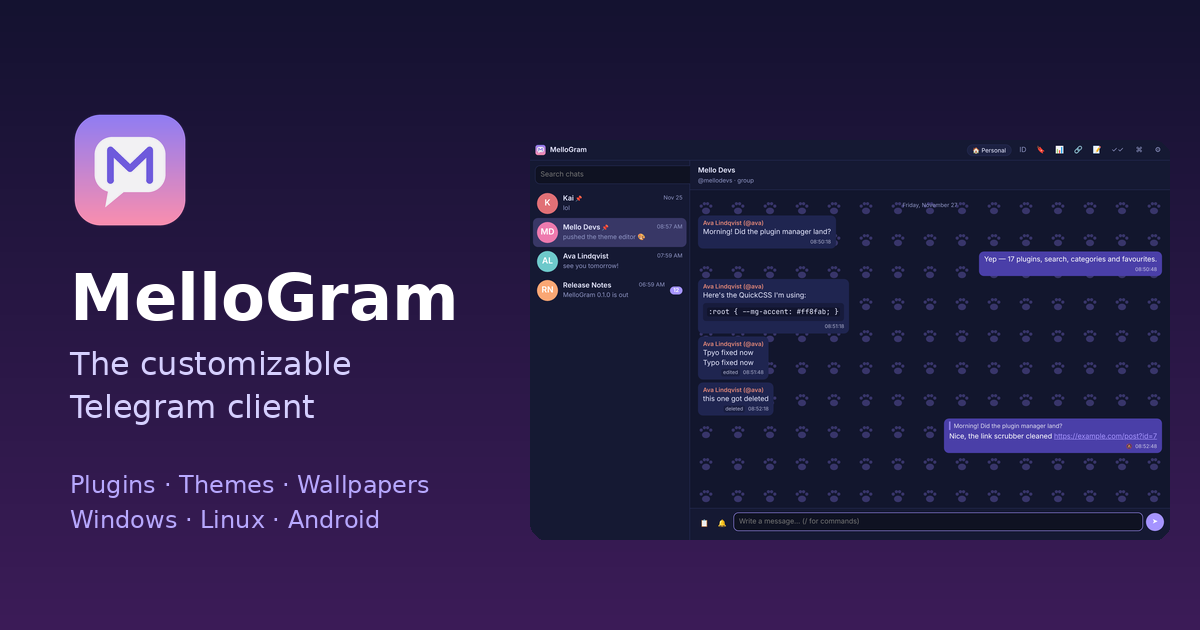 MelloGram
The customizable
Telegram client
Plugins · Themes · Wallpapers
Windows · Linux · Android
MelloGram
Personal
ID
Search chats
K
Kai
Nov 25
lol
MD
Mello Devs
08:57 AM
pushed the theme editor 🎨
AL
Ava Lindqvist
07:59 AM
see you tomorrow!
RN
Release Notes
06:59 AM
MelloGram 0.1.0 is out
12
Mello Devs
@mellodevs · group
Friday, November 27
Ava Lindqvist (@ava)
Morning! Did the plugin manager land?
08:50:18
Yep — 17 plugins, search, categories and favourites.
08:50:48
Ava Lindqvist (@ava)
Here's the QuickCSS I'm using:
:root { --mg-accent: #ff8fab; }
08:51:18
Ava Lindqvist (@ava)
Tpyo fixed now
Typo fixed now
edited 08:51:48
Ava Lindqvist (@ava)
this one got deleted
deleted 08:52:18
Morning! Did the plugin manager land?
Nice, the link scrubber cleaned https://example.com/post?id=7
08:52:48
Write a message... (/ for commands)